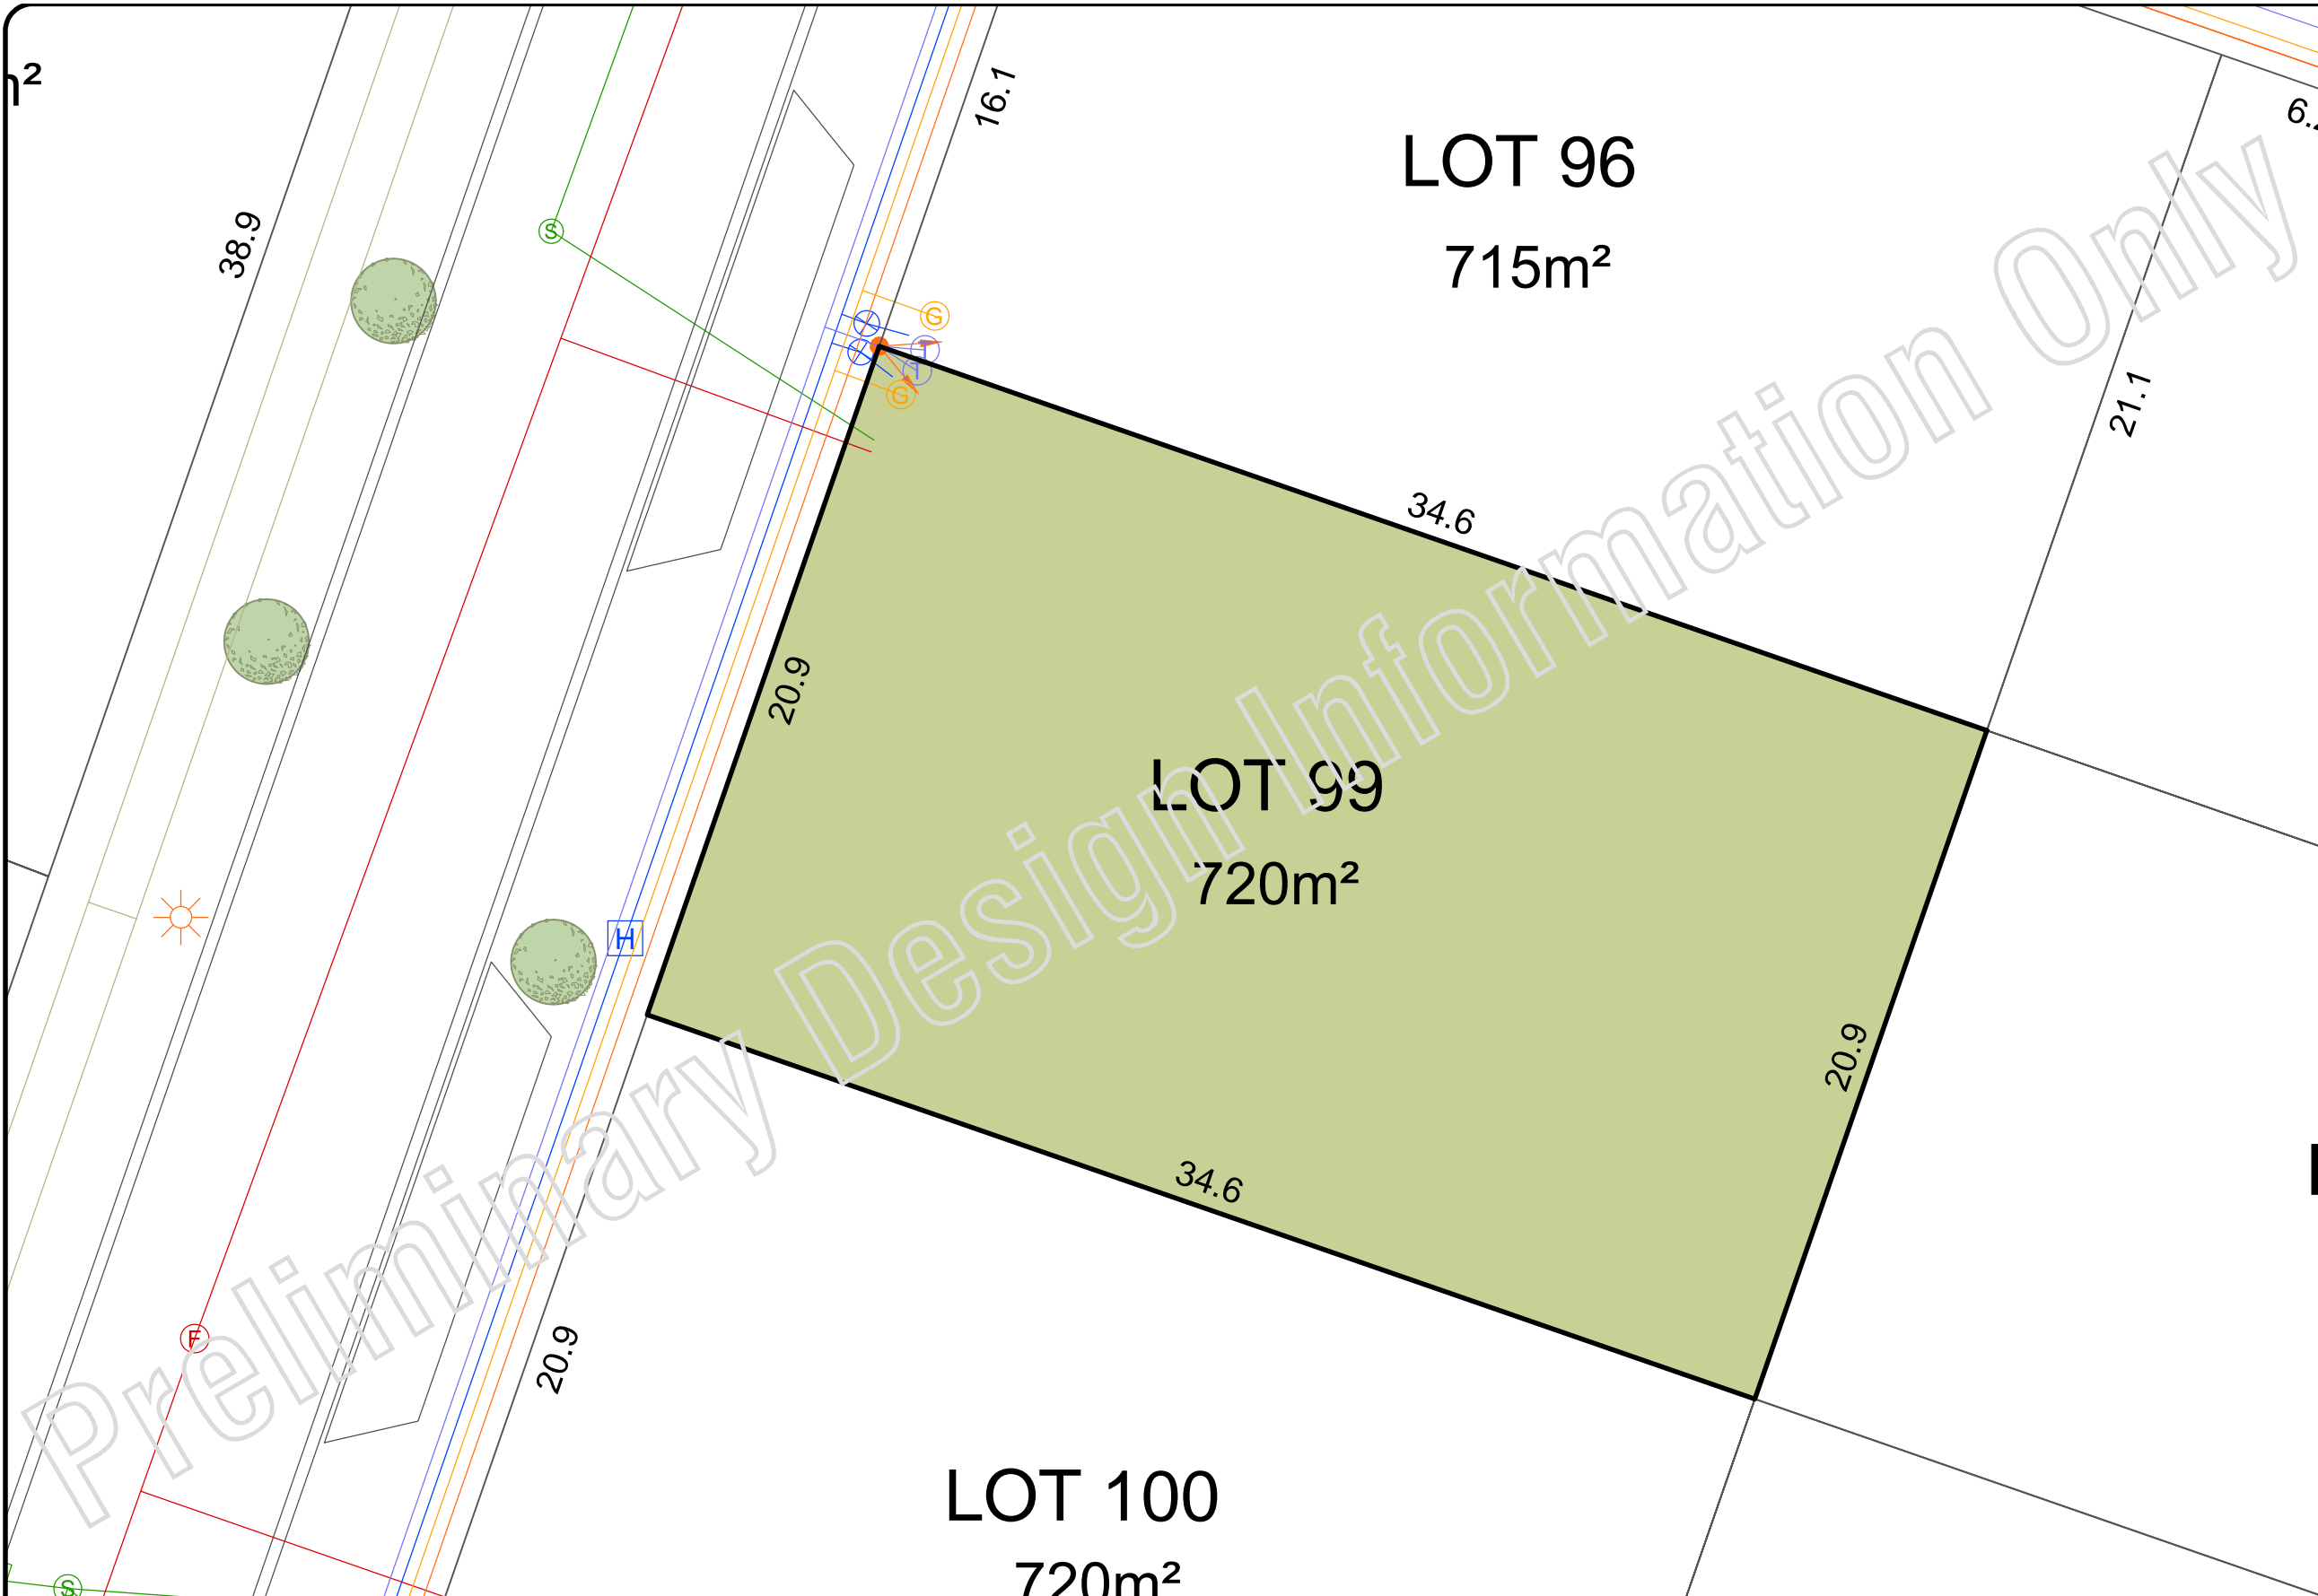 m²
16.1
LOT 96
715m²
38.9
S
G
21.1
G
34.6
20.9
LOT 99
720m²
H
Preliminary Design Information Only
20.9
34.6
F
20.9
LOT 100
720m²
S